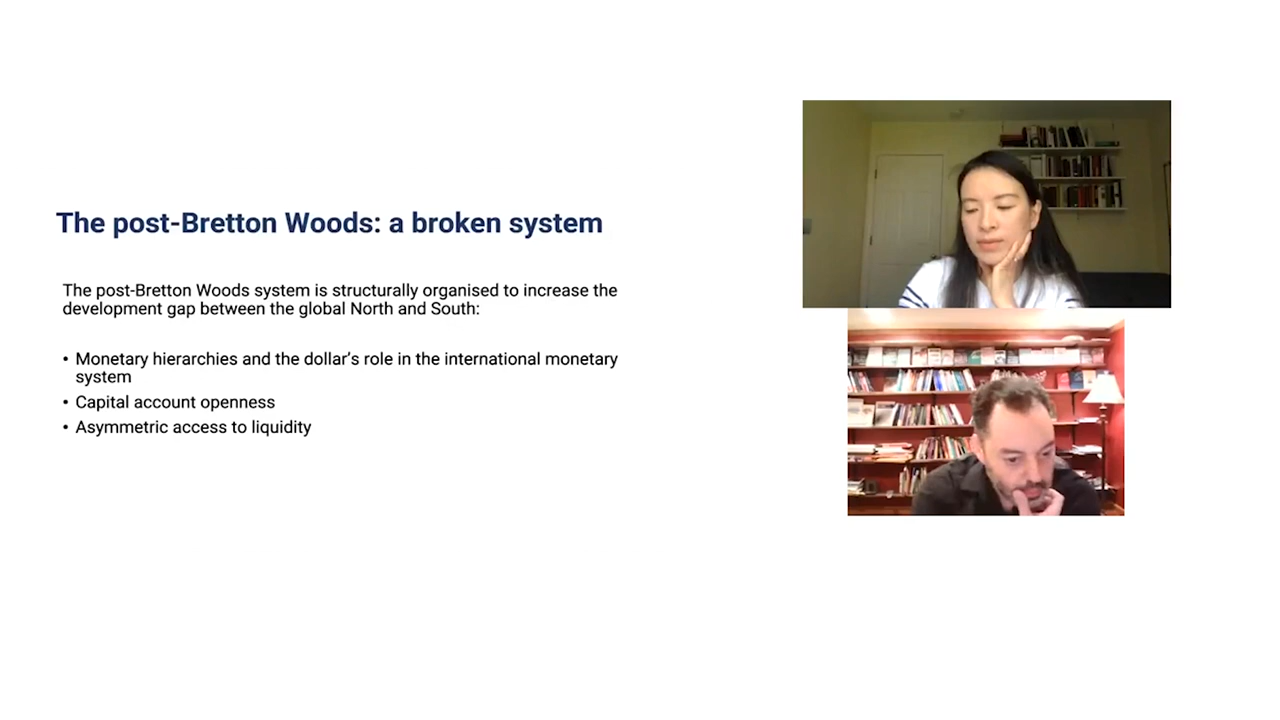 The post-Bretton Woods: a broken system
The post-Bretton Woods system is structurally organised to increase the
development gap between the global North and South:
• Monetary hierarchies and the dollar’s role in the international monetary
system
• Capital account openness
• Asymmetric access to liquidity